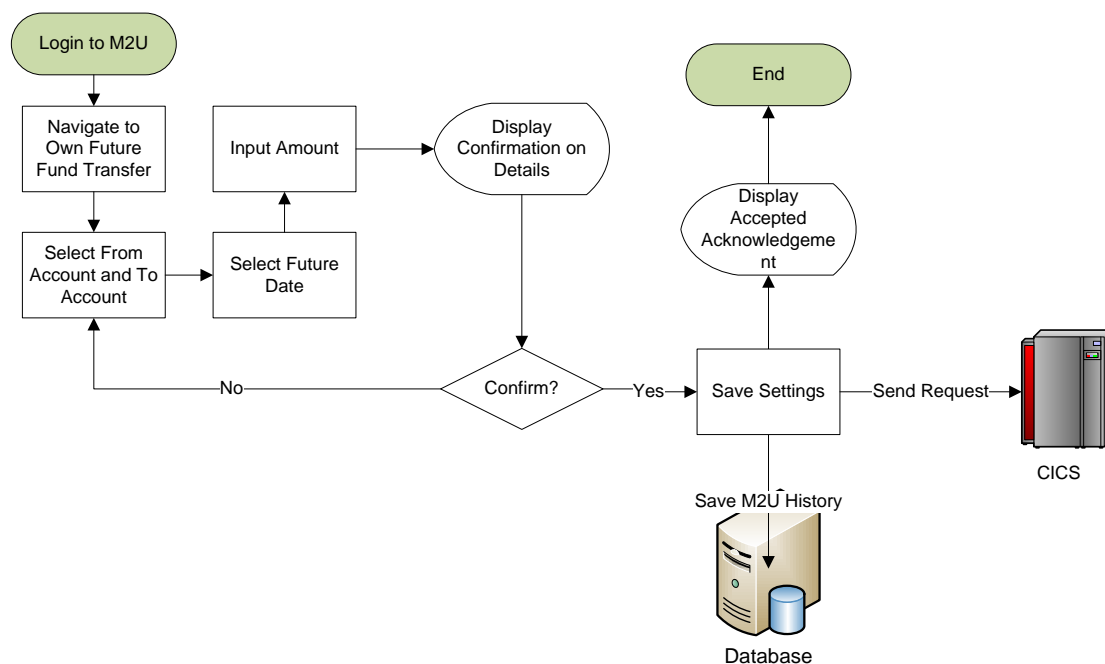 Login to M2U
Navigate to
Own Future
Fund Transfer
Select From
Account and To
Account
Select Future
Date
Input Amount
Display
Confirmation on
Details
Confirm?
No
Yes
Save Settings
Send Request
CICS
Save M2U History
Database
Display
Accepted
Acknowledgeme
nt
End